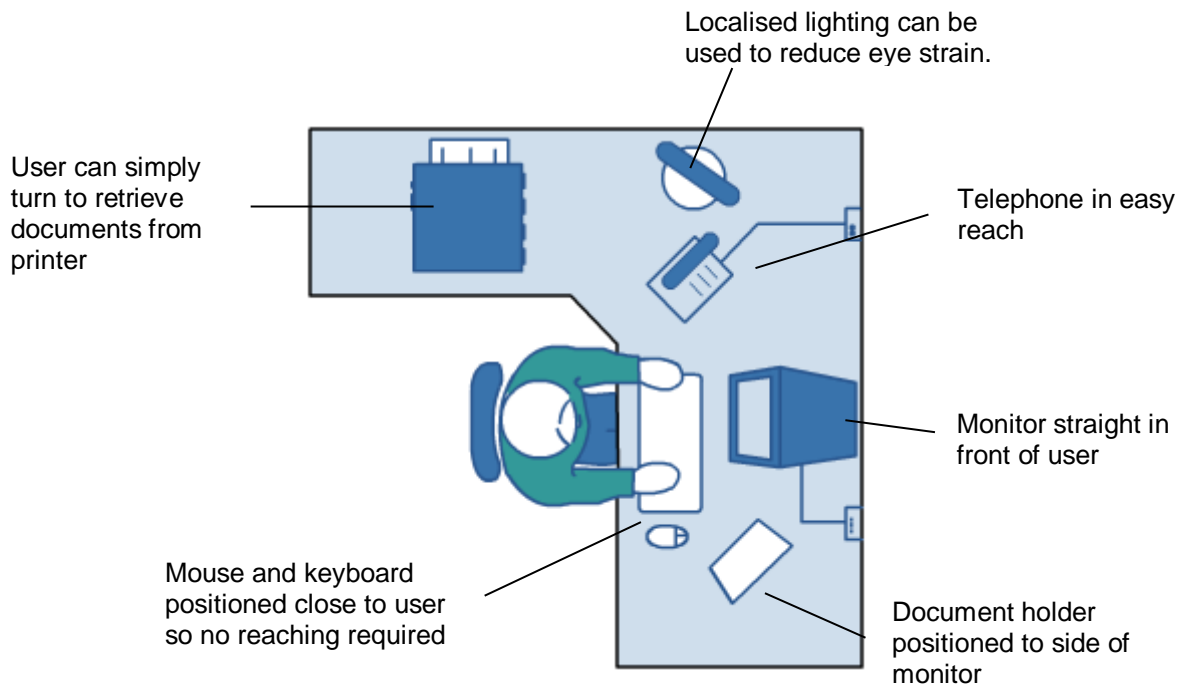 Localised lighting can be
used to reduce eye strain.
User can simply
turn to retrieve
documents from
printer
Telephone in easy
reach
Monitor straight in
front of user
Mouse and keyboard
positioned close to user
so no reaching required
Document holder
positioned to side of
monitor